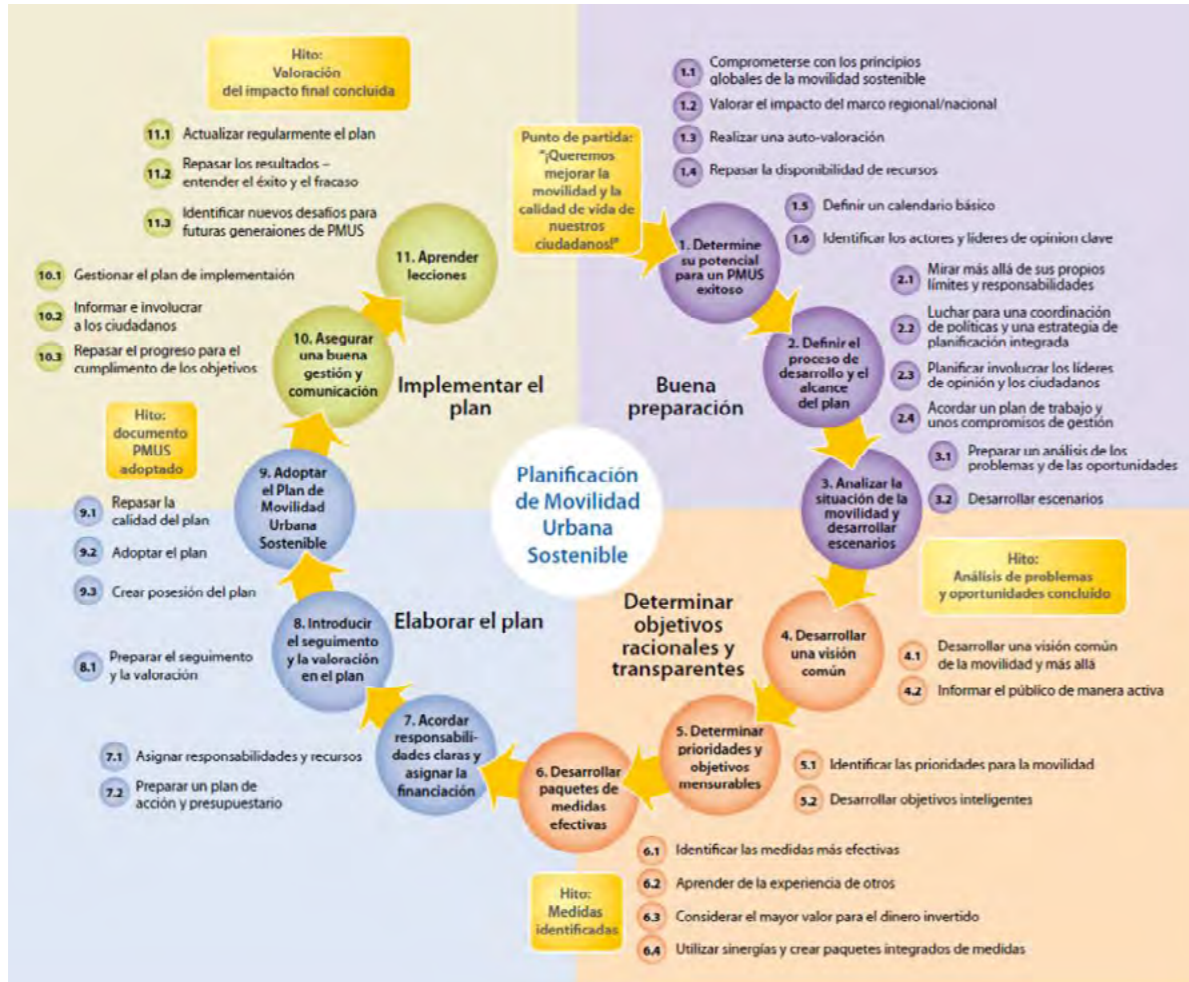 Punto de partida:
"¡Queremos
mejorar la
movilidad y la
calidad de vida de
nuestros
ciudadanos!"
1.1 Comprometerse con los principios
globales de la movilidad sostenible
1.2 Valorar el impacto del marco regional/nacional
1.3 Realizar una auto-valoración
1.4 Repasar la disponibilidad de recursos
1.5 Definir un calendario básico
1.6 Identificar los actores y líderes de opinion clave
1. Determine
su potencial
para un PMUS
exitoso
2.1 Mirar más allá de sus propios
límites y responsabilidades
2.2 Luchar para una coordinación
de políticas y una estrategia de
planificación integrada
2.3 Planificar involucrar los líderes
de opinión y los ciudadanos
2.4 Acordar un plan de trabajo y
unos compromisos de gestión
2. Definir el
proceso de
desarrollo y el
alcance
del plan
Buena
preparación
3.1 Preparar un análisis de los
problemas y de las oportunidades
3.2 Desarrollar escenarios
3. Analizar la
situación de la
movilidad y
desarrollar
escenarios
Hito:
Análisis de problemas
y oportunidades concluído
Planificación
de Movilidad
Urbana
Sostenible
Determinar
objetivos
racionales y
transparentes
4. Desarrollar
una visión
común
4.1 Desarrollar una visión común
de la movilidad y más allá
4.2 Informar el público de manera activa
5. Determinar
prioridades y
objetivos
mensurables
5.1 Identificar las prioridades para la movilidad
5.2 Desarrollar objetivos inteligentes
6. Desarrollar
paquetes de
medidas
efectivas
6.1 Identificar las medidas más efectivas
6.2 Aprender de la experiencia de otros
6.3 Considerar el mayor valor para el dinero invertido
6.4 Utilizar sinergías y crear paquetes integrados de medidas
Hito:
Medidas
identificadas
7. Acordar
responsabili-
dades claras y
asignar la
financiación
7.1 Asignar responsabilidades y recursos
7.2 Preparar un plan de
acción y presupuestario
Elaborar el plan
8. Introducir
el seguimento
y la valoración
en el plan
8.1 Preparar el seguimento
y la valoración
9. Adoptar
el Plan de
Movilidad
Urbana
Sostenible
9.1 Repasar la
calidad del plan
9.2 Adoptar el plan
9.3 Crear posesión del plan
Hito:
documento
PMUS
adoptado
Implementar el
plan
10. Asegurar
una buena
gestión y
comunicación
10.1 Gestionar el plan de implementaión
10.2 Informar e involucrar
a los ciudadanos
10.3 Repasar el progreso para el
cumplimento de los objetivos
11. Aprender
lecciones
11.1 Actualizar regularmente el plan
11.2 Repasar los resultados –
entender el éxito y el fracaso
11.3 Identificar nuevos desafíos para
futuras generaiones de PMUS
Hito:
Valoración
del impacto final concluida